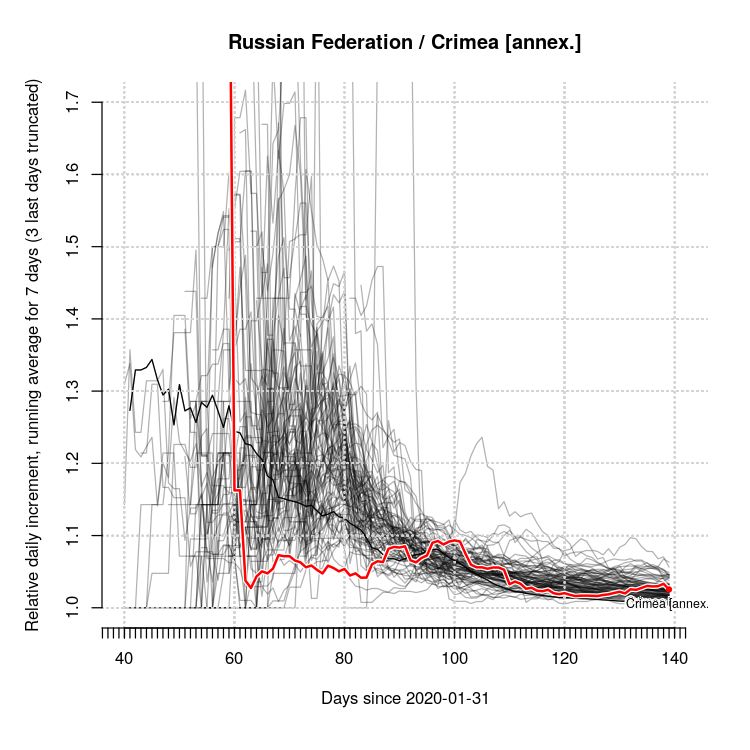 Russian Federation / Crimea [annex.]
Relative daily increment, running average for 7 days (3 last days truncated)
1.7
1.6
1.5
1.4
1.3
1.2
1.1
1.0
Crimea [annex.
40 60 80 100 120 140
Days since 2020-01-31